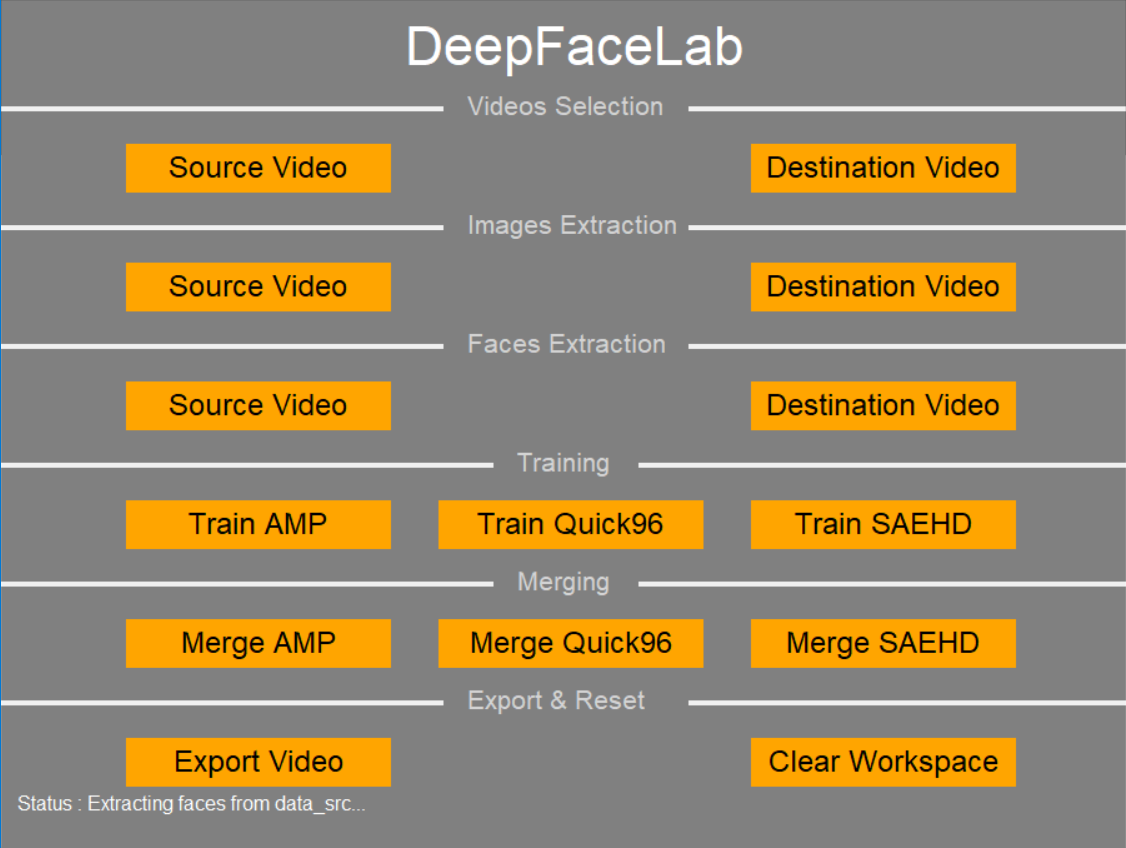 DeepFaceLab
Videos Selection
Source Video
Destination Video
Images Extraction
Source Video
Destination Video
Faces Extraction
Source Video
Destination Video
Training
Train AMP
Train Quick96
Train SAEHD
Merging
Merge AMP
Merge Quick96
Merge SAEHD
Export & Reset
Export Video
Clear Workspace
Status : Extracting faces from data_src...